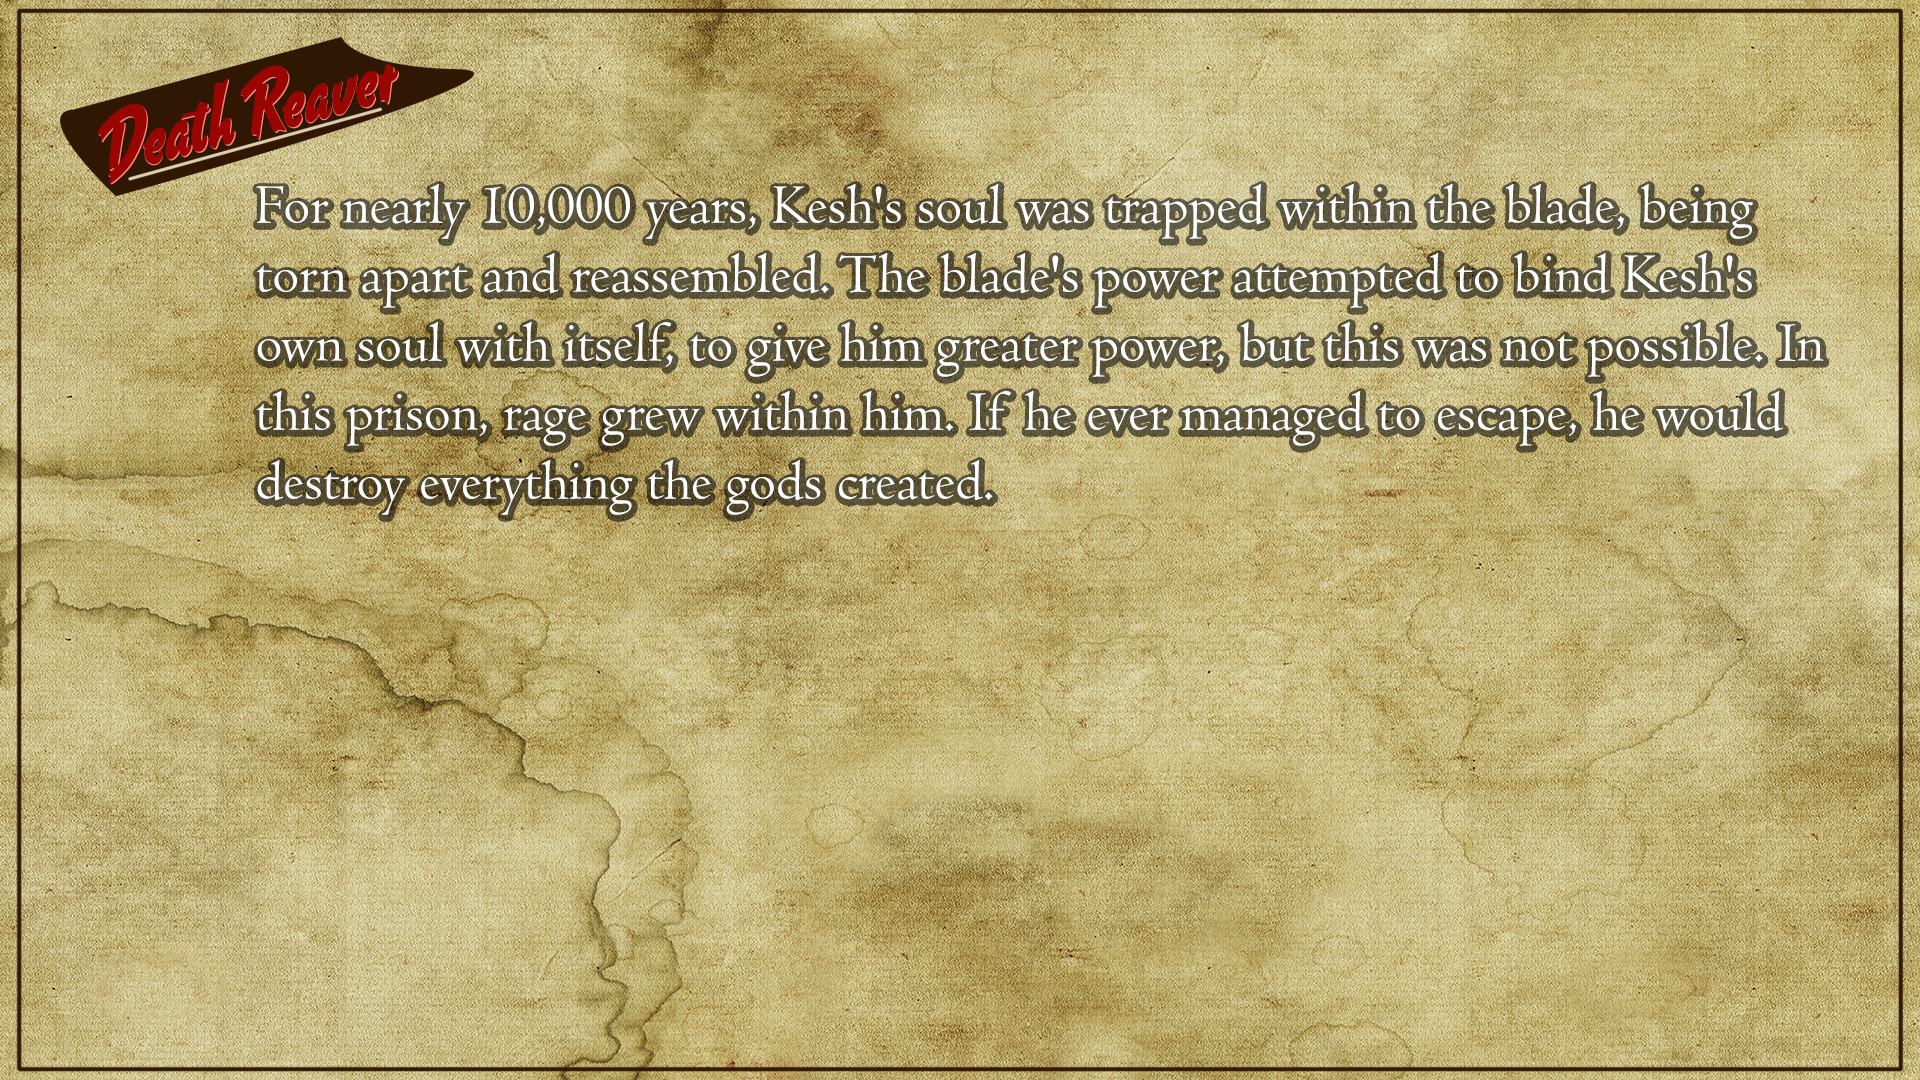 Death Reaver
For nearly 10,000 years, Kesh's soul was trapped within the blade, being
torn apart and reassembled. The blade's power attempted to bind Kesh's
own soul with itself, to give him greater power, but this was not possible. In
this prison, rage grew within him. If he ever managed to escape, he would
destroy everything the gods created.